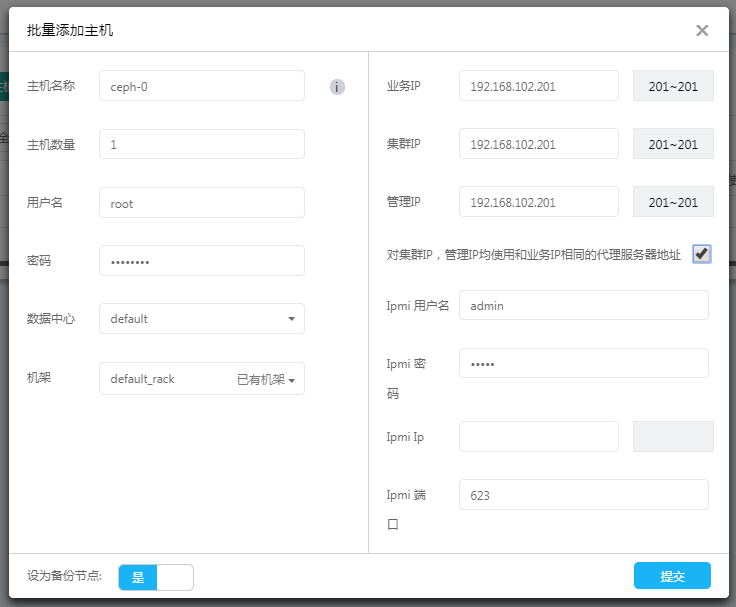 批量添加主机
主机名称 ceph-0
主机数量 1
用户名 root
密码 ••••••••
数据中心 default
机架 default_rack 已有机架
业务IP 192.168.102.201 201~201
集群IP 192.168.102.201 201~201
管理IP 192.168.102.201 201~201
对集群IP，管理IP均使用和业务IP相同的代理服务器地址
Ipmi 用户名 admin
Ipmi 密 •••••
码
Ipmi Ip
Ipmi 端 623
口
设为备份节点: 是
提交